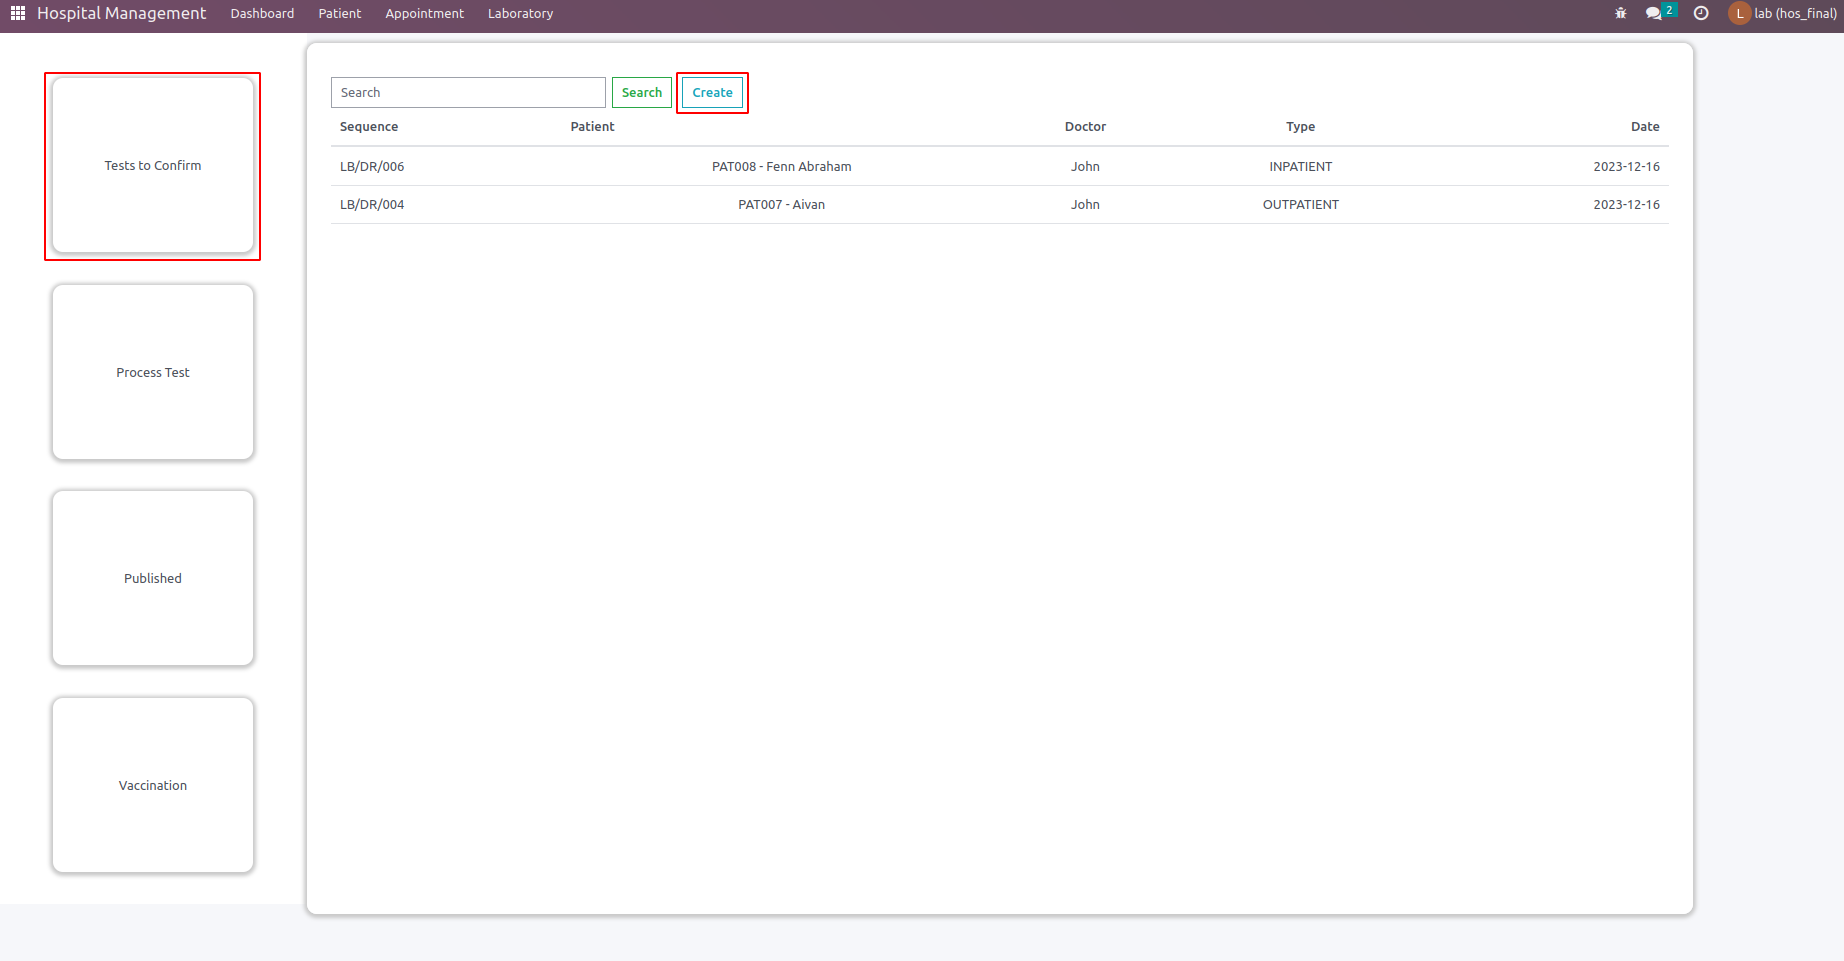 Hospital Management Dashboard Patient Appointment Laboratory 2 L lab (hos_final)
Tests to Confirm
Process Test
Published
Vaccination
Search Search Create
Sequence Patient Doctor Type Date
LB/DR/006 PAT008 - Fenn Abraham John INPATIENT 2023-12-16
LB/DR/004 PAT007 - Aivan John OUTPATIENT 2023-12-16